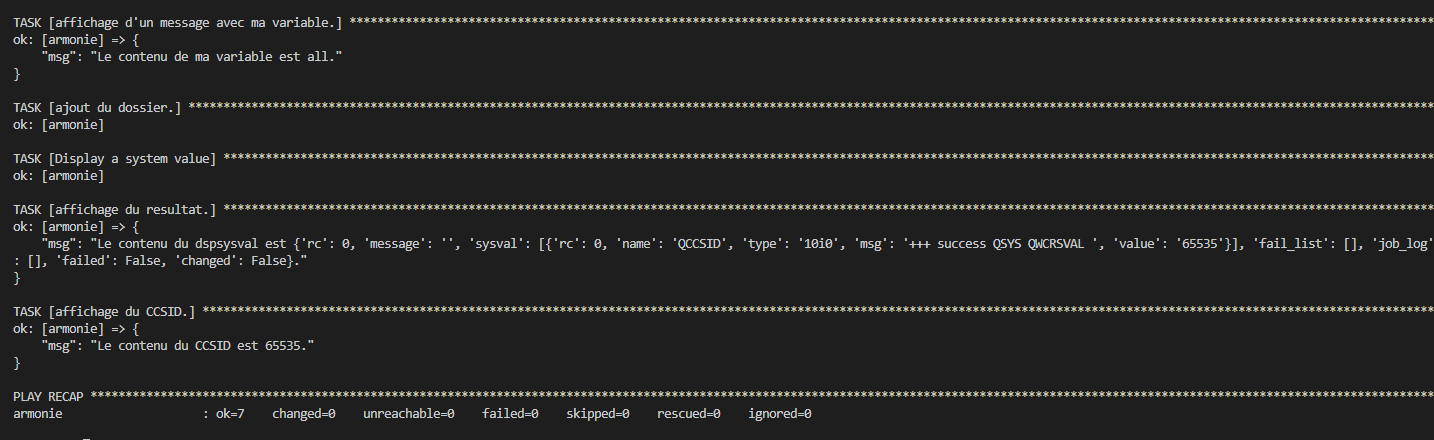 TASK [affichage d'un message avec ma variable.] ****************************************************************************************************************************************************************
ok: [armonie] => {
    "msg": "Le contenu de ma variable est all."
}
TASK [ajout du dossier.] ***************************************************************************************************************************************************************************************
ok: [armonie]
TASK [Display a system value] **********************************************************************************************************************************************************************************
ok: [armonie]
TASK [affichage du resultat.] **********************************************************************************************************************************************************************************
ok: [armonie] => {
    "msg": "Le contenu du dspsysval est {'rc': 0, 'message': '', 'sysval': [{'rc': 0, 'name': 'QCCSID', 'type': '10i0', 'msg': '+++ success QSYS QWCRSVAL ', 'value': '65535'}], 'fail_list': [], 'job_log'
: [], 'failed': False, 'changed': False}."
}
TASK [affichage du CCSID.] *************************************************************************************************************************************************************************************
ok: [armonie] => {
    "msg": "Le contenu du CCSID est 65535."
}
PLAY RECAP *****************************************************************************************************************************************************************************************************
armonie                    : ok=7    changed=0    unreachable=0    failed=0    skipped=0    rescued=0    ignored=0